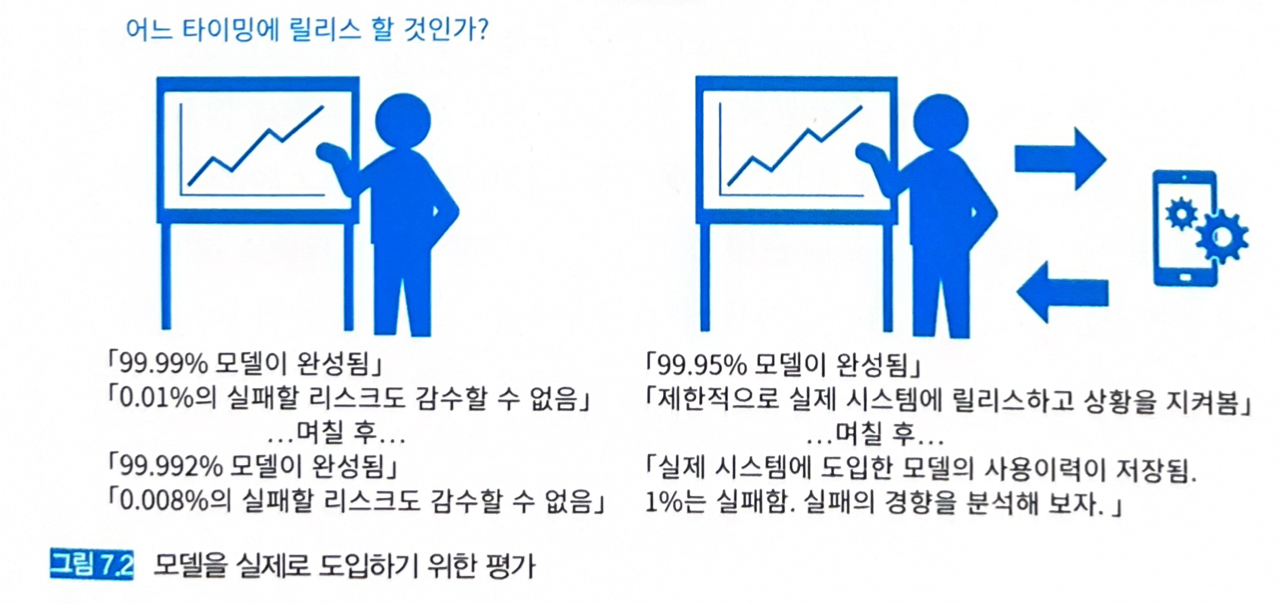 어느 타이밍에 릴리스 할 것인가?
「99.99% 모델이 완성됨」
「0.01%의 실패할 리스크도 감수할 수 없음」
…며칠 후…
「99.992% 모델이 완성됨」
「0.008%의 실패할 리스크도 감수할 수 없음」
「99.95% 모델이 완성됨」
「제한적으로 실제 시스템에 릴리스하고 상황을 지켜봄」
…며칠 후…
「실제 시스템에 도입한 모델의 사용이력이 저장됨.
1%는 실패함. 실패의 경향을 분석해 보자. 」
그림 7.2 모델을 실제로 도입하기 위한 평가